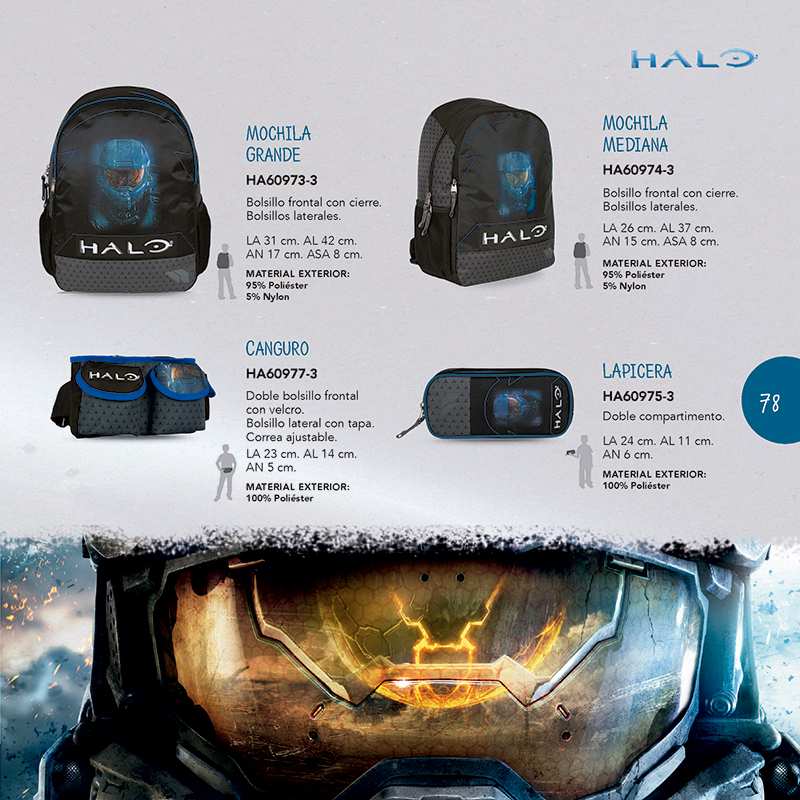 HALO
MOCHILA
GRANDE
HA60973-3
Bolsillo frontal con cierre.
Bolsillos laterales.
LA 31 cm. AL 42 cm.
AN 17 cm. ASA 8 cm.
MATERIAL EXTERIOR:
95% Poliéster
5% Nylon
HALO
MOCHILA
MEDIANA
HA60974-3
Bolsillo frontal con cierre.
Bolsillos laterales.
LA 26 cm. AL 37 cm.
AN 15 cm. ASA 8 cm.
MATERIAL EXTERIOR:
95% Poliéster
5% Nylon
HALO
CANGURO
HA60977-3
Doble bolsillo frontal
con velcro.
Bolsillo lateral con tapa.
Correa ajustable.
LA 23 cm. AL 14 cm.
AN 5 cm.
MATERIAL EXTERIOR:
100% Poliéster
HALO
LAPICERA
HA60975-3
Doble compartimento.
LA 24 cm. AL 11 cm.
AN 6 cm.
MATERIAL EXTERIOR:
100% Poliéster
HALO
78